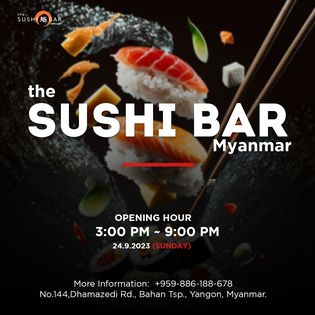 the
SUSHI BAR
the
SUSHI BAR
Myanmar
OPENING HOUR
3:00 PM ~ 9:00 PM
24.9.2023 (SUNDAY)
More Information: +959-886-188-678
No.144,Dhamazedi Rd., Bahan Tsp., Yangon, Myanmar.